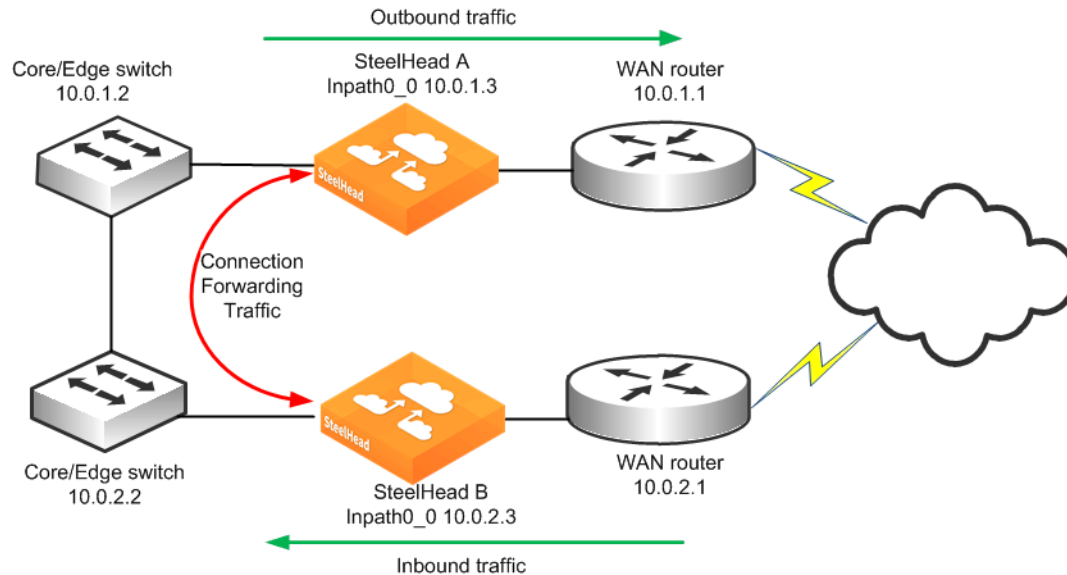 Outbound traffic
Core/Edge switch
10.0.1.2
SteelHead A
Inpath0_0 10.0.1.3
WAN router
10.0.1.1
SteelHead
Connection
Forwarding
Traffic
SteelHead
Core/Edge switch
10.0.2.2
SteelHead B
Inpath0_0 10.0.2.3
WAN router
10.0.2.1
Inbound traffic